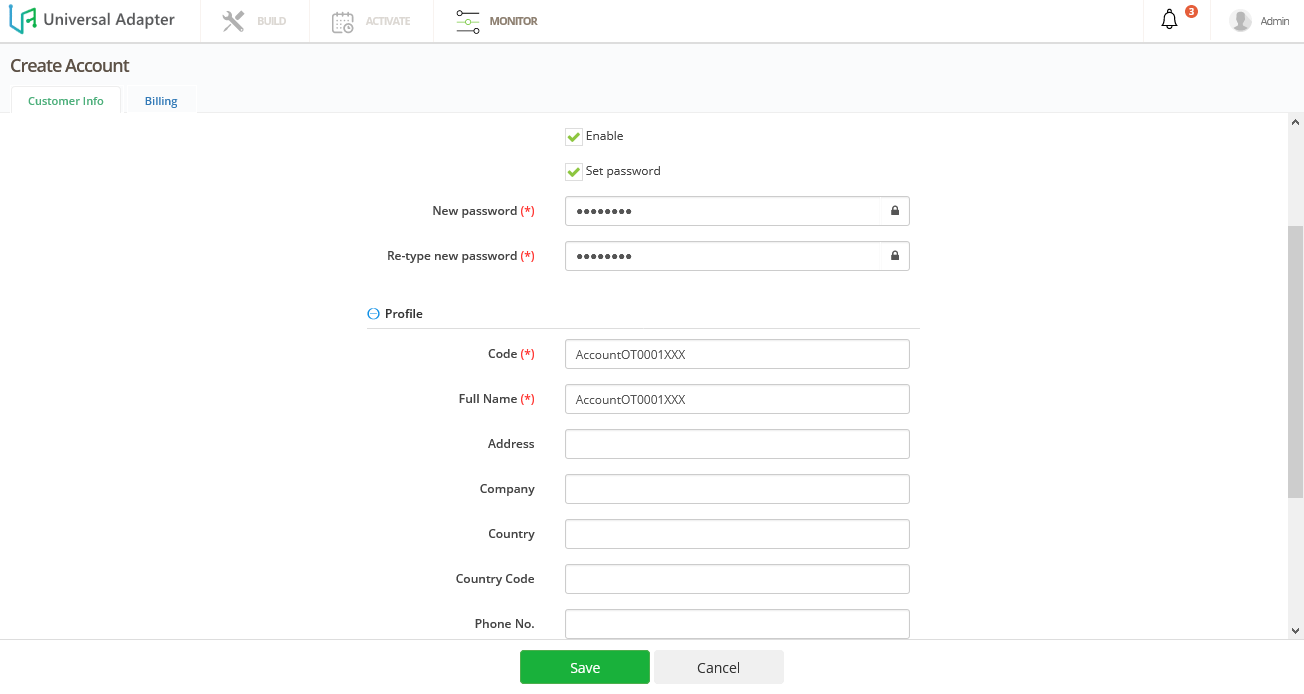 Universal Adapter
BUILD
ACTIVATE
MONITOR
3
Admin
Create Account
Customer Info
Billing
Enable
Set password
New password (*)
••••••••
Re-type new password (*)
••••••••
Profile
Code (*)
AccountOT0001XXX
Full Name (*)
AccountOT0001XXX
Address
Company
Country
Country Code
Phone No.
Save
Cancel